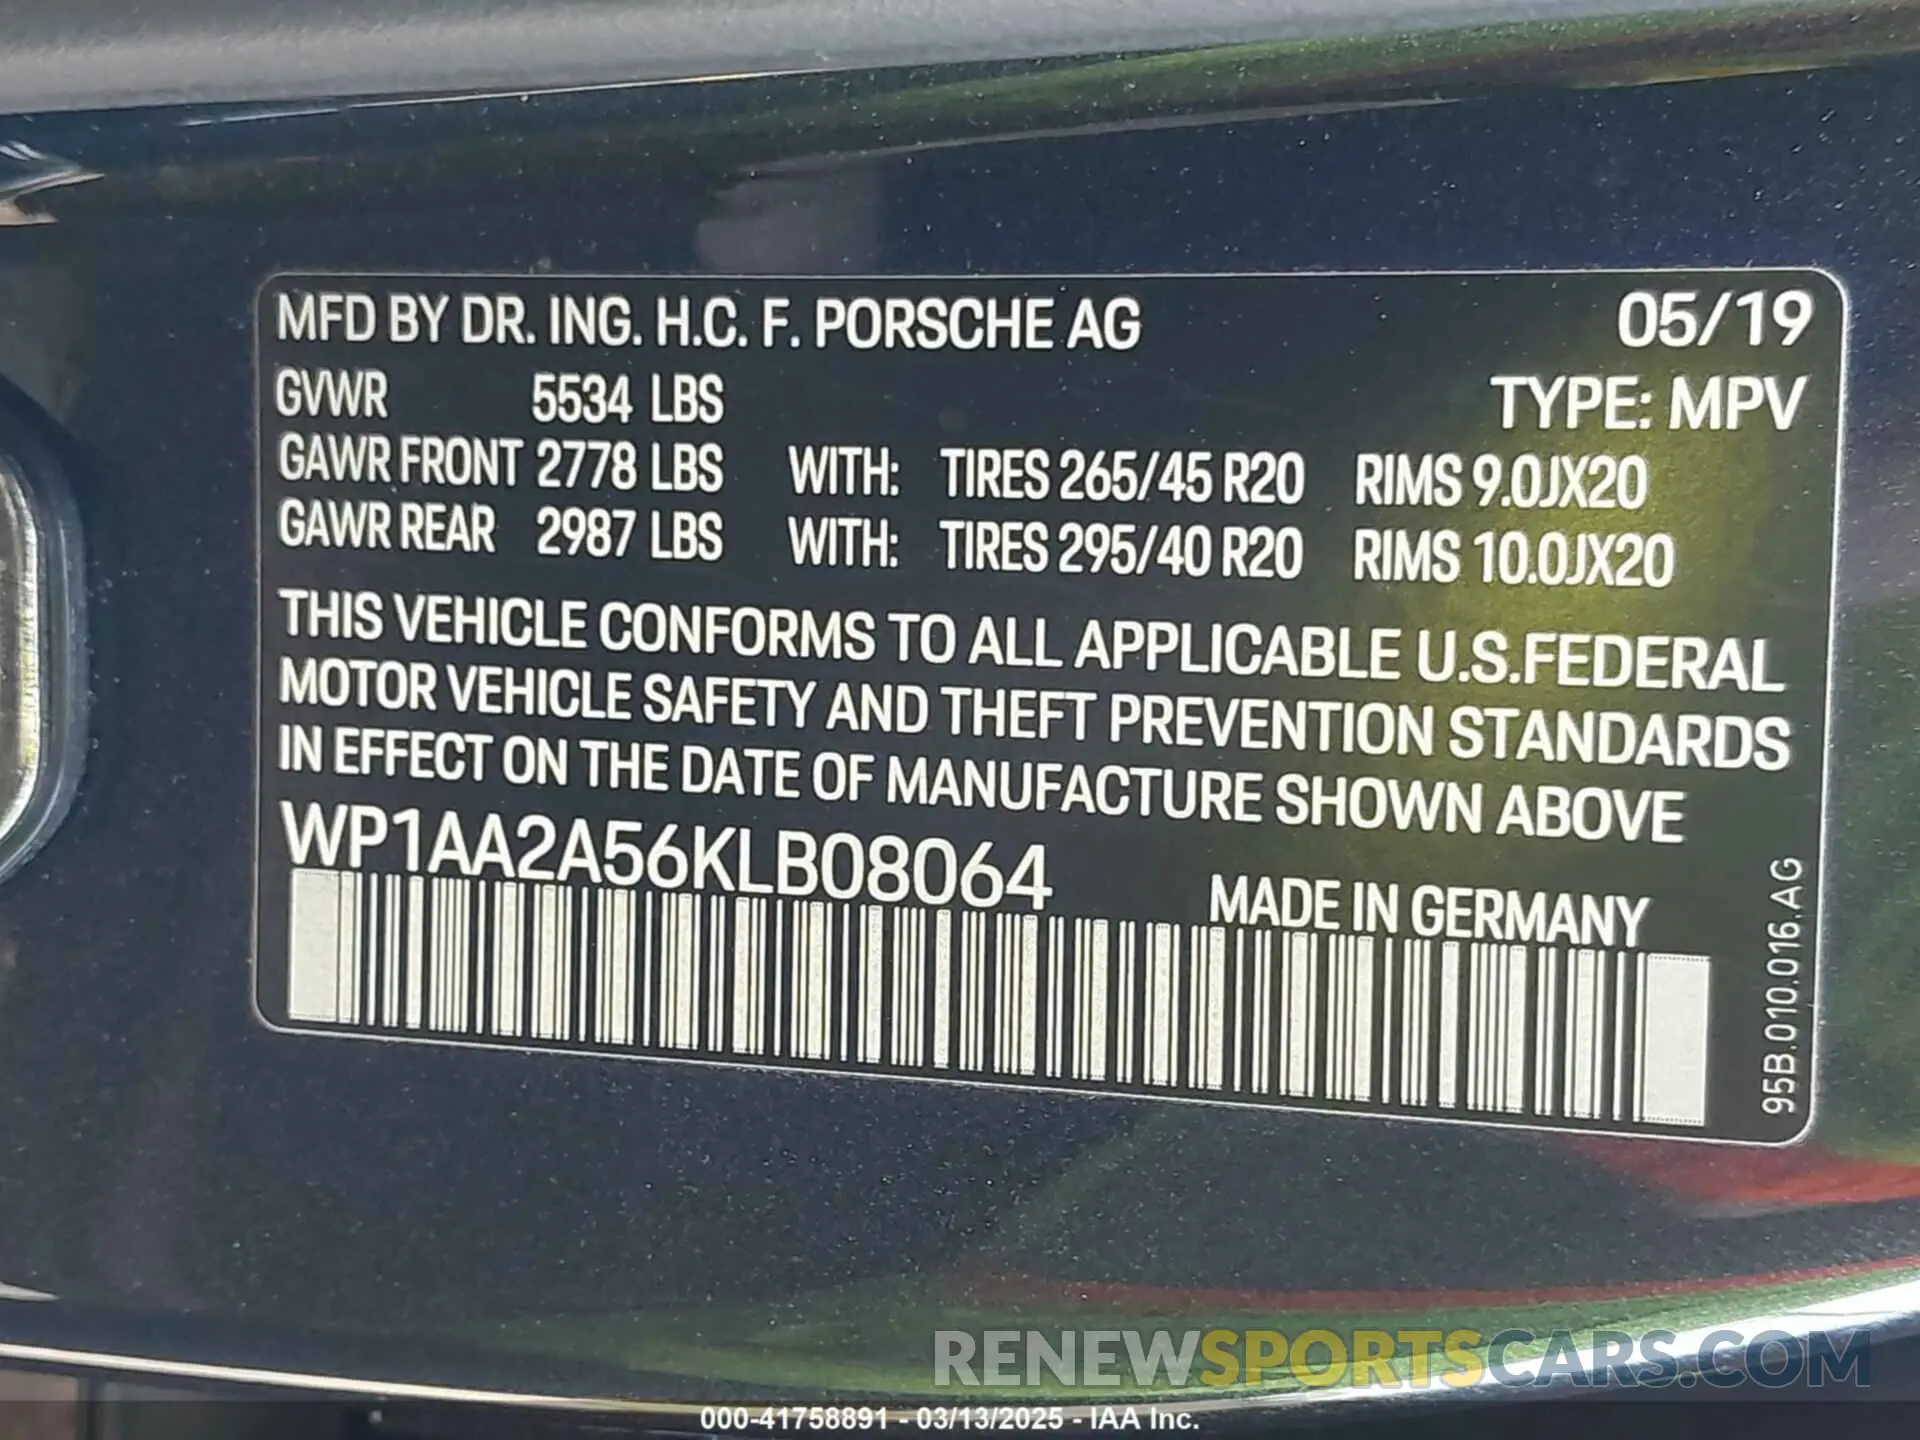 MFD BY DR. ING. H.C. F. PORSCHE AG 05/19
GVWR 5534 LBS TYPE: MPV
GAWR FRONT 2778 LBS WITH: TIRES 265/45 R20 RIMS 9.0JX20
GAWR REAR 2987 LBS WITH: TIRES 295/40 R20 RIMS 10.0JX20
THIS VEHICLE CONFORMS TO ALL APPLICABLE U.S.FEDERAL
MOTOR VEHICLE SAFETY AND THEFT PREVENTION STANDARDS
IN EFFECT ON THE DATE OF MANUFACTURE SHOWN ABOVE
WP1AA2A56KLB08064
MADE IN GERMANY
95B.010.016.AG
RENEWSPORTSCARS.COM
000-41758891 - 03/13/2025 - IAA Inc.